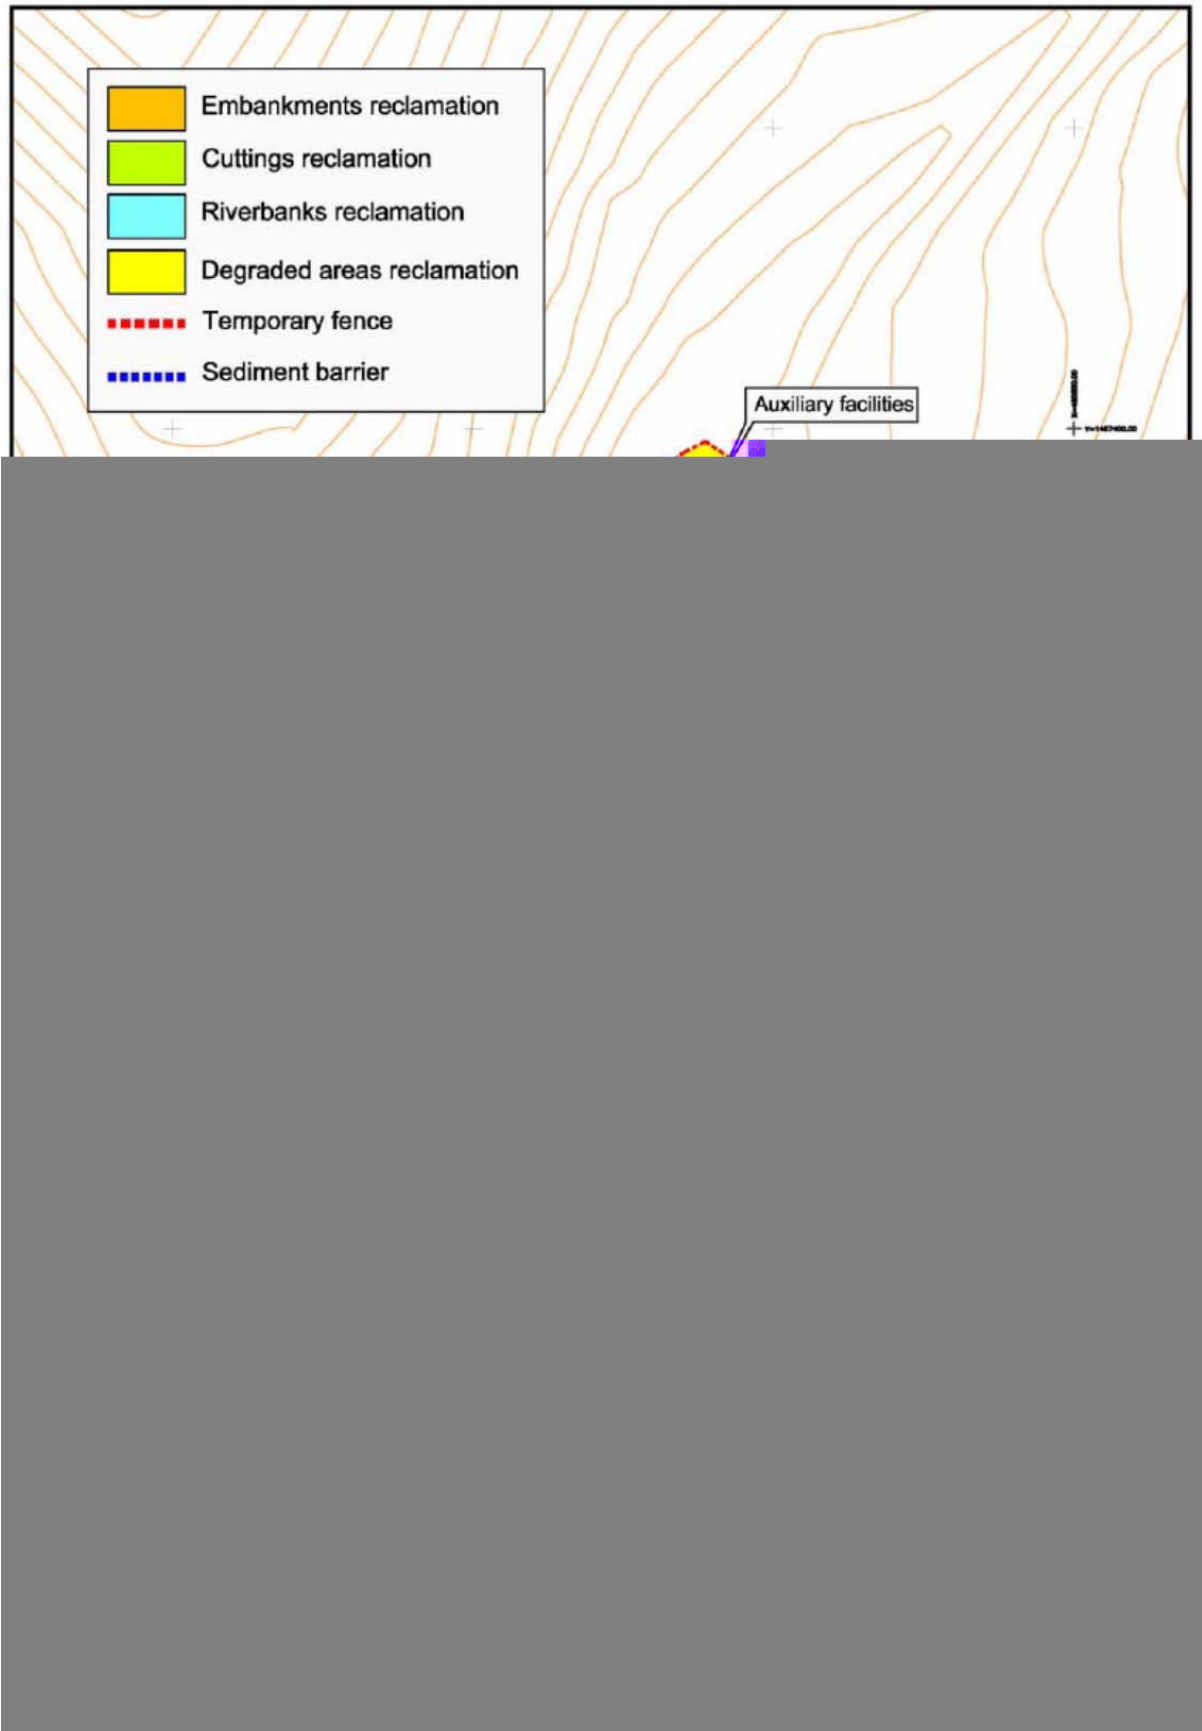 Embankments reclamation
Cuttings reclamation
Riverbanks reclamation
Degraded areas reclamation
Temporary fence
Sediment barrier
Auxiliary facilities